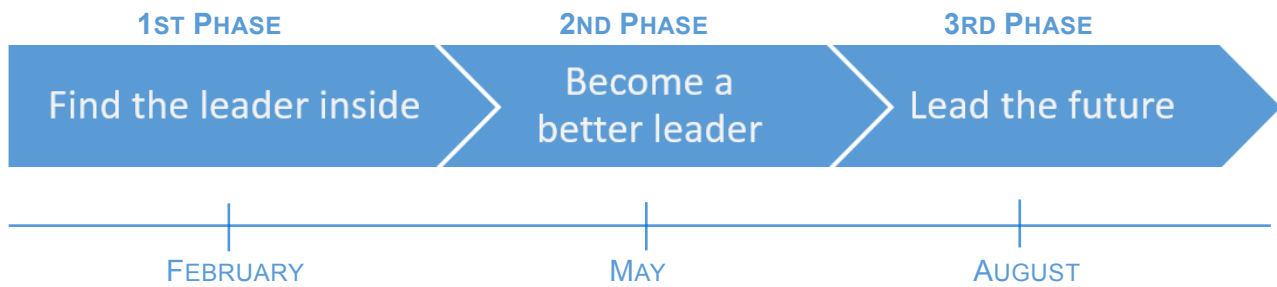 1ST PHASE
2ND PHASE
3RD PHASE
Find the leader inside
Become a
better leader
Lead the future
FEBRUARY
MAY
AUGUST